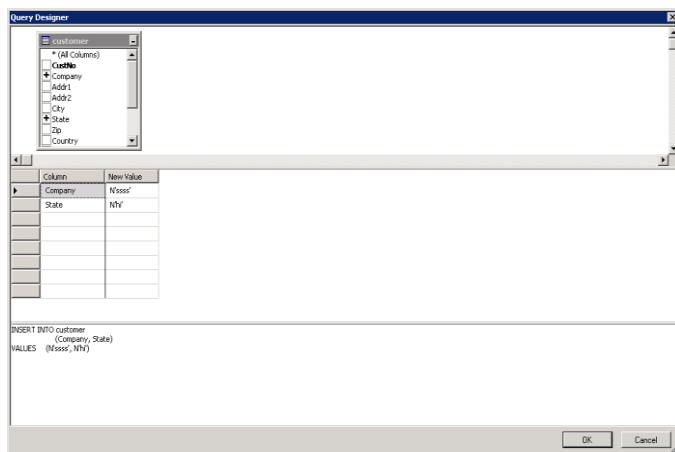 Query Designer
customer
* (All Columns)
CustNo
Company
Addr1
Addr2
City
State
Zip
Country
Column New Value
Company N'ssss'
State N'hi'
INSERT INTO customer
(Company, State)
VALUES (N'ssss', N'hi')
OK Cancel